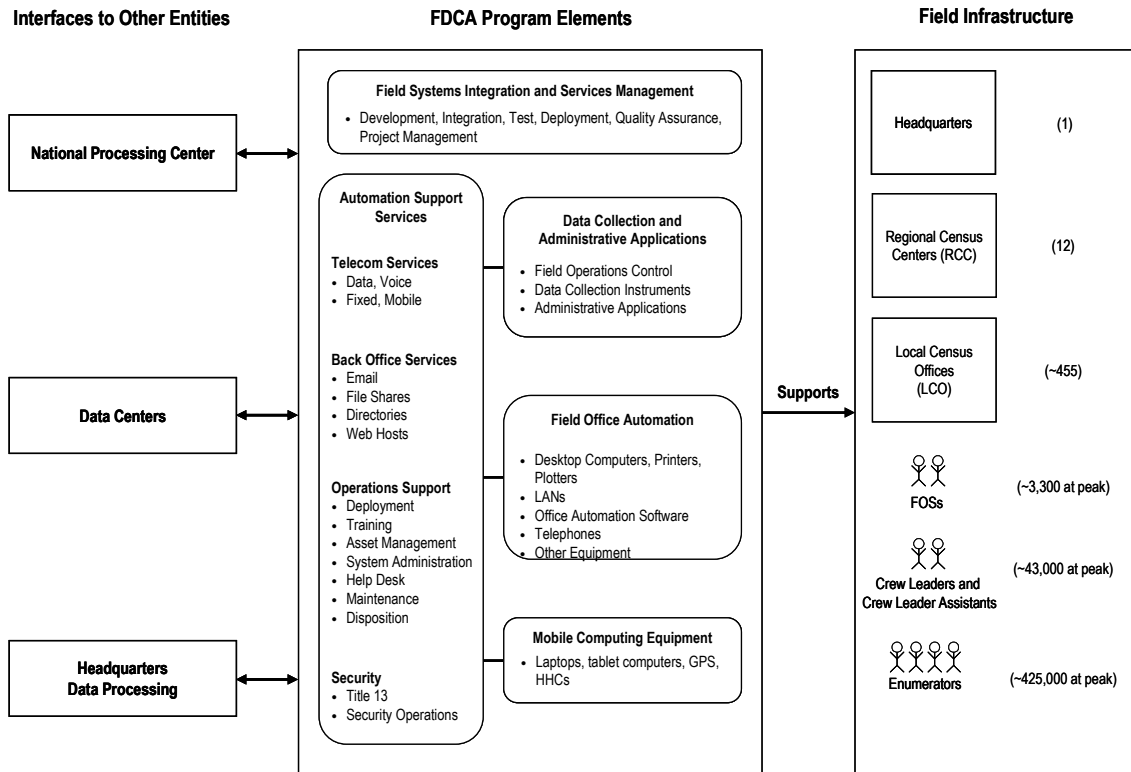 Interfaces to Other Entities
FDCA Program Elements
Field Infrastructure
National Processing Center
Data Centers
Headquarters
Data Processing
Field Systems Integration and Services Management
• Development, Integration, Test, Deployment, Quality Assurance,
Project Management
Automation Support
Services
Telecom Services
• Data, Voice
• Fixed, Mobile
Back Office Services
• Email
• File Shares
• Directories
• Web Hosts
Operations Support
• Deployment
• Training
• Asset Management
• System Administration
• Help Desk
• Maintenance
• Disposition
Security
• Title 13
• Security Operations
Data Collection and
Administrative Applications
• Field Operations Control
• Data Collection Instruments
• Administrative Applications
Field Office Automation
• Desktop Computers, Printers,
Plotters
• LANs
• Office Automation Software
• Telephones
• Other Equipment
Mobile Computing Equipment
• Laptops, tablet computers, GPS,
HHCs
Supports
Headquarters
(1)
Regional Census
Centers (RCC)
(12)
Local Census
Offices
(LCO)
(~455)
FOSs
(~3,300 at peak)
Crew Leaders and
Crew Leader Assistants
(~43,000 at peak)
Enumerators
(~425,000 at peak)